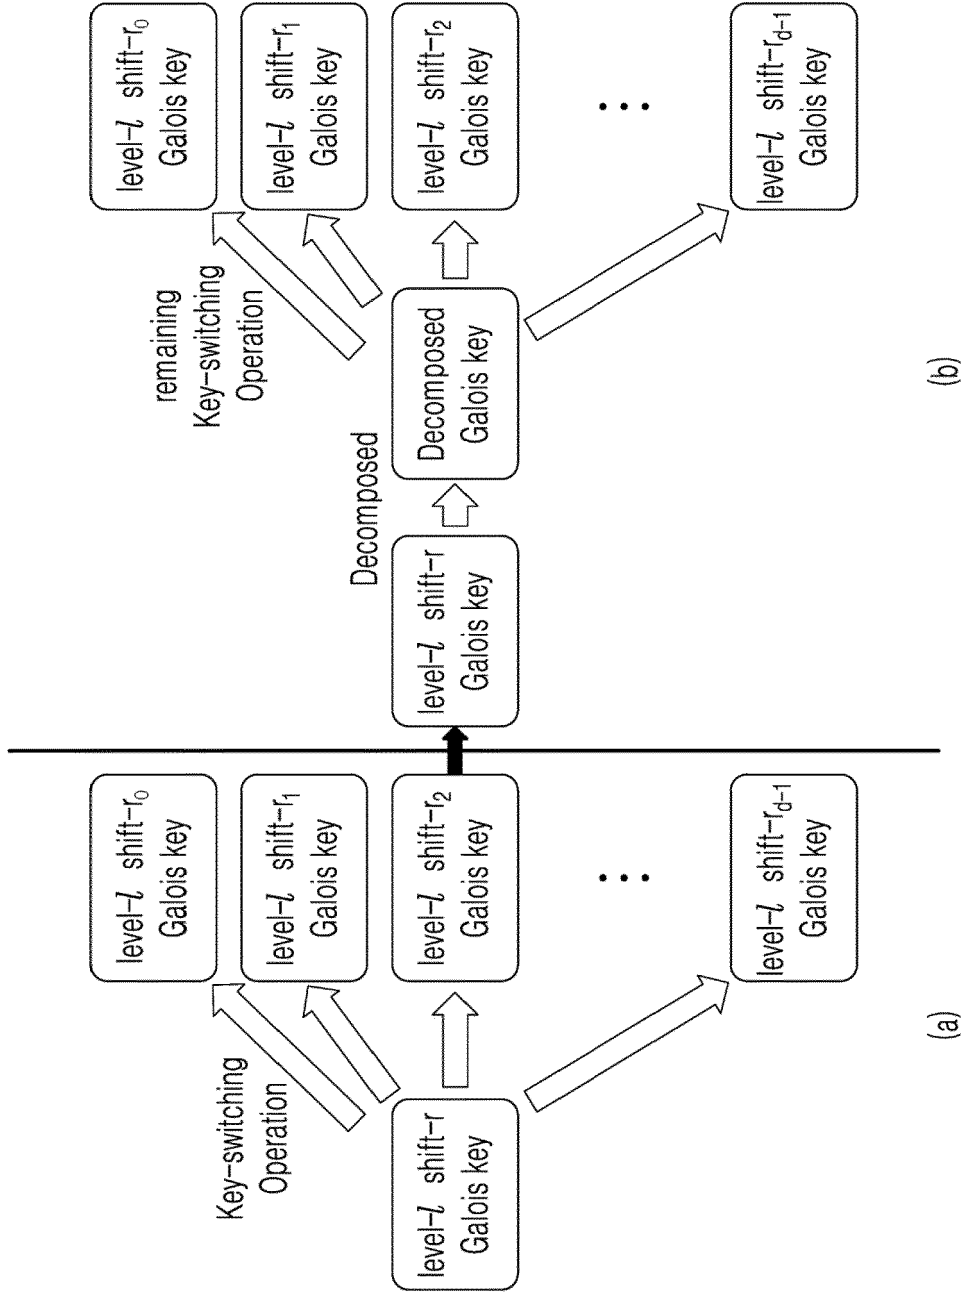 Key-switching
Operation
level-l shift-r
Galois key
level-l shift-r0
Galois key
level-l shift-r1
Galois key
level-l shift-r2
Galois key
level-l shift-rd-1
Galois key
(a)
level-l shift-r
Galois key
Decomposed
Decomposed
Galois key
remaining
Key-switching
Operation
level-l shift-r0
Galois key
level-l shift-r1
Galois key
level-l shift-r2
Galois key
level-l shift-rd-1
Galois key
(b)